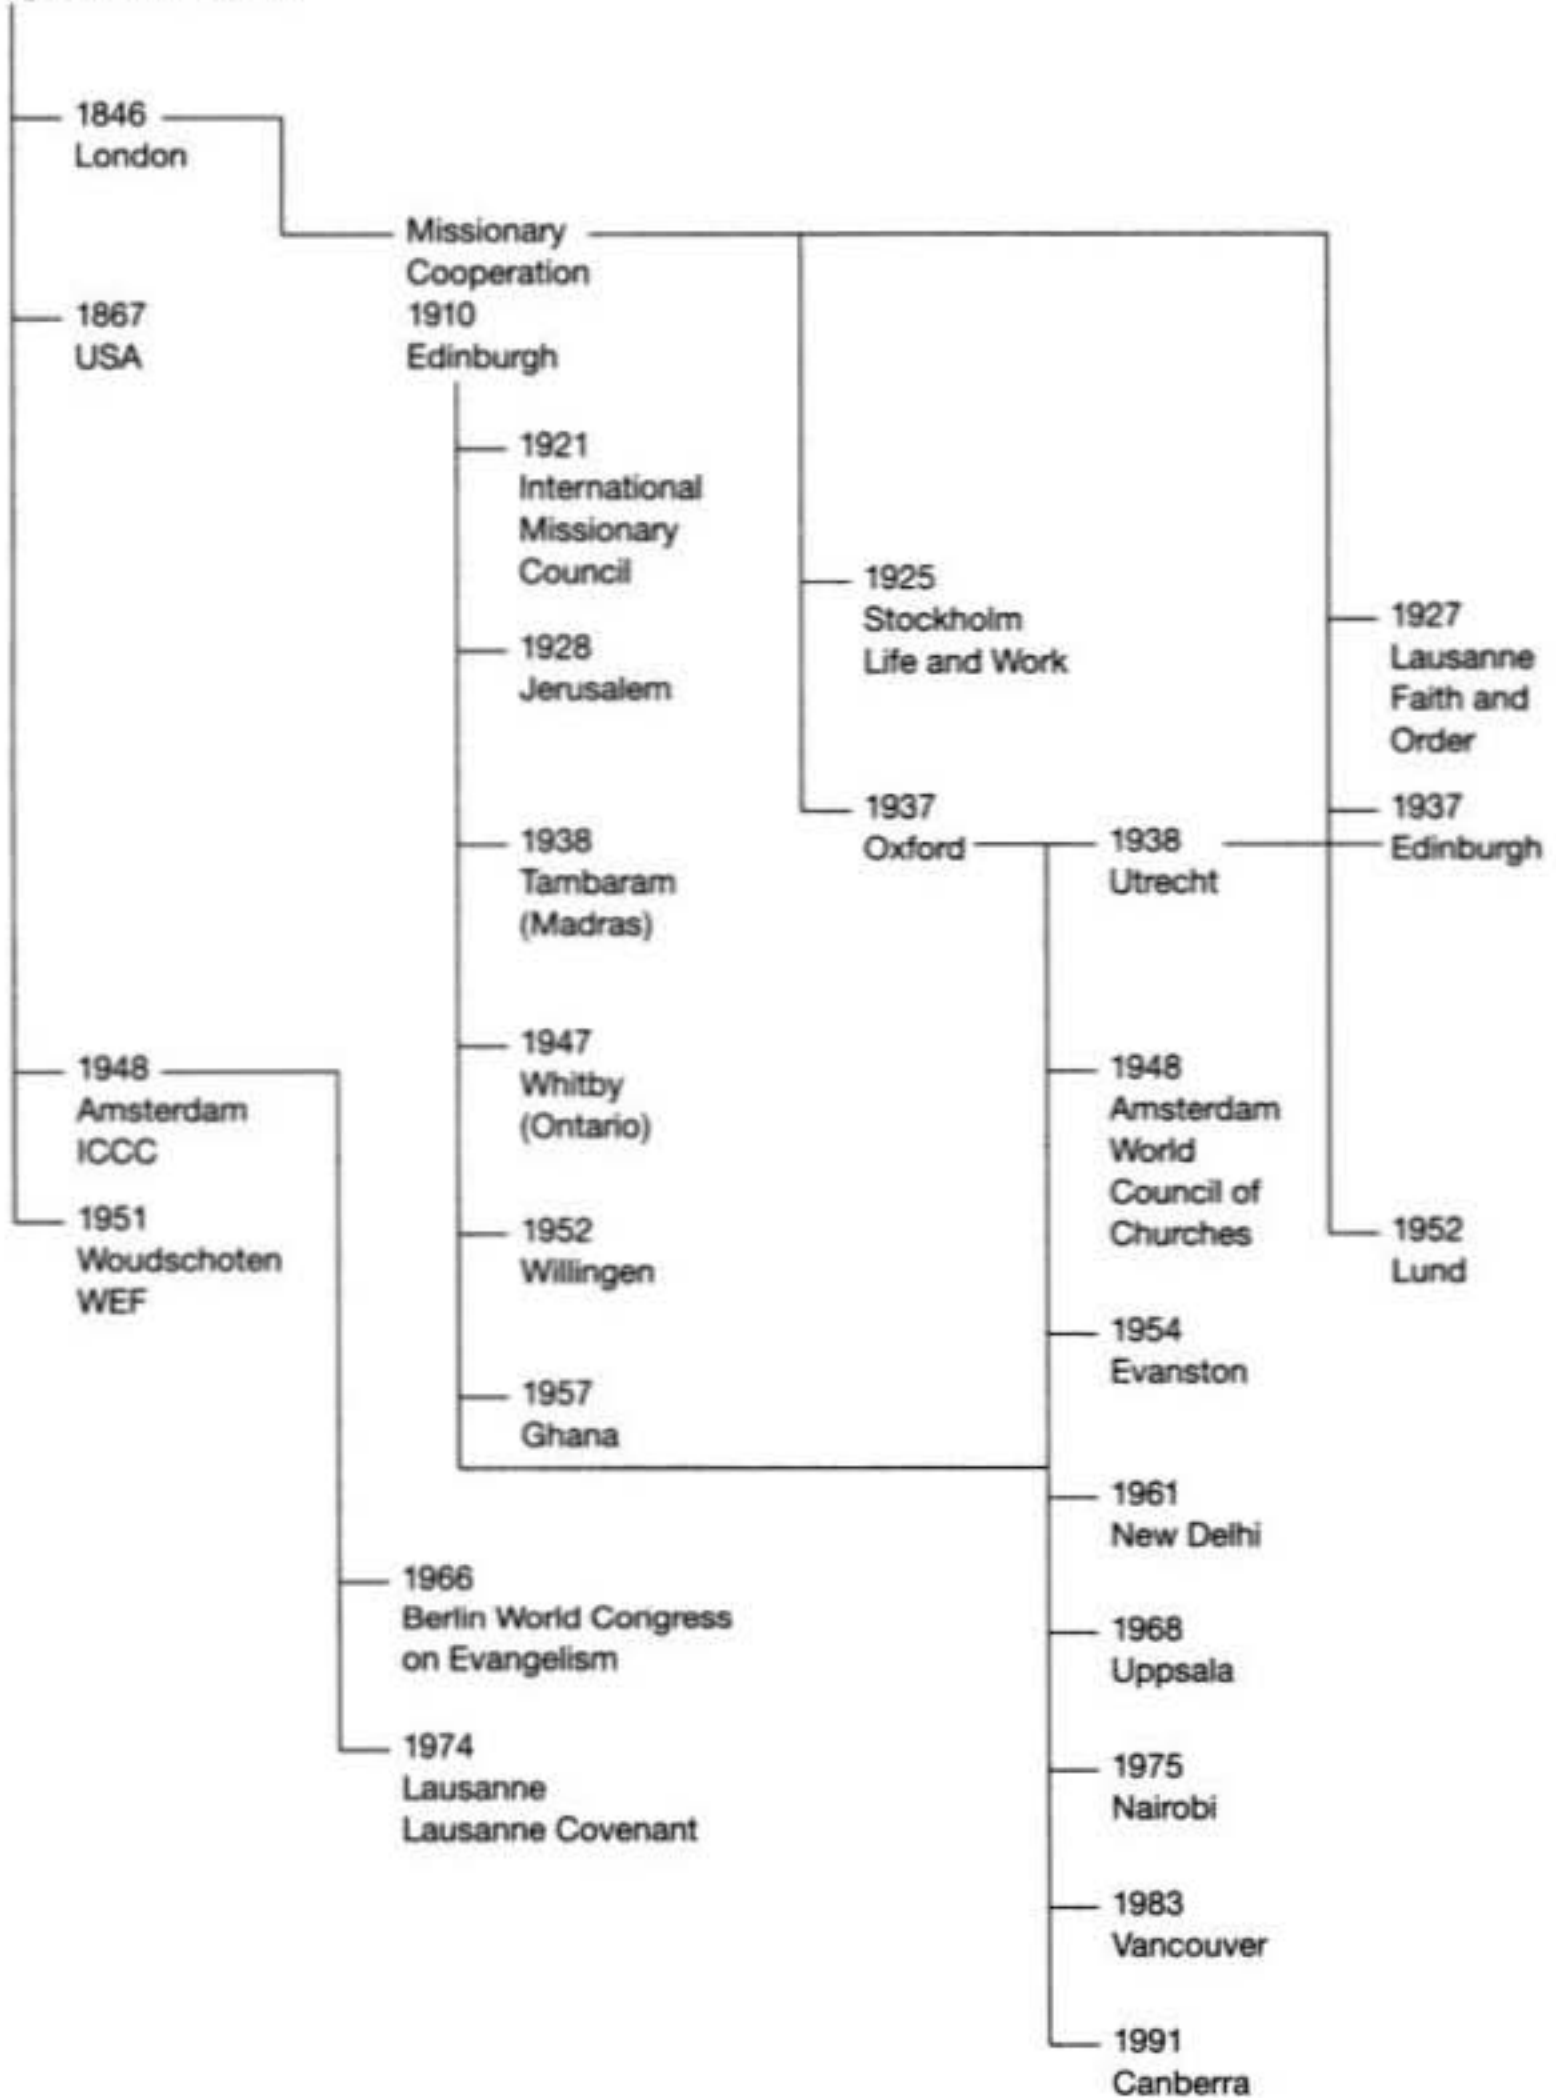 1846
London
Missionary
Cooperation
1910
Edinburgh
1867
USA
1921
International
Missionary
Council
1928
Jerusalem
1938
Tambaram
(Madras)
1947
Whitby
(Ontario)
1952
Willingen
1957
Ghana
1925
Stockholm
Life and Work
1937
Oxford
1927
Lausanne
Faith and
Order
1937
Edinburgh
1938
Utrecht
1948
Amsterdam
World
Council of
Churches
1952
Lund
1954
Evanston
1961
New Delhi
1968
Uppsala
1975
Nairobi
1983
Vancouver
1991
Canberra
1948
Amsterdam
ICCC
1951
Woudschoten
WEF
1966
Berlin World Congress
on Evangelism
1974
Lausanne
Lausanne Covenant